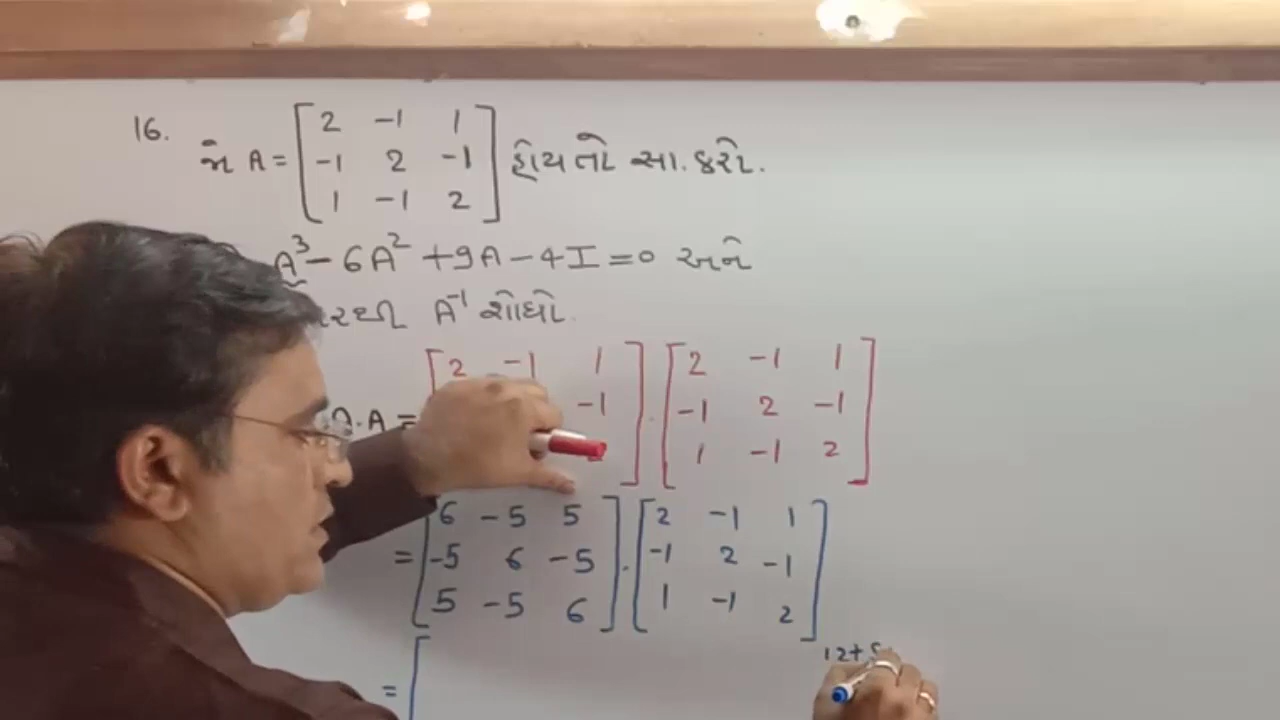 16.
જો A = [ 2 -1 1
-1 2 -1
1 -1 2 ] હોય તો સા. કરો.
A³ - 6A² + 9A - 4I = 0 અને
A⁻¹ શોધો.
.A = [ 2 -1 1
-1
] . [ 2 -1 1
-1 2 -1
1 -1 2 ]
= [ 6 -5 5
-5 6 -5
5 -5 6 ] . [ 2 -1 1
-1 2 -1
1 -1 2 ]
12+
= [